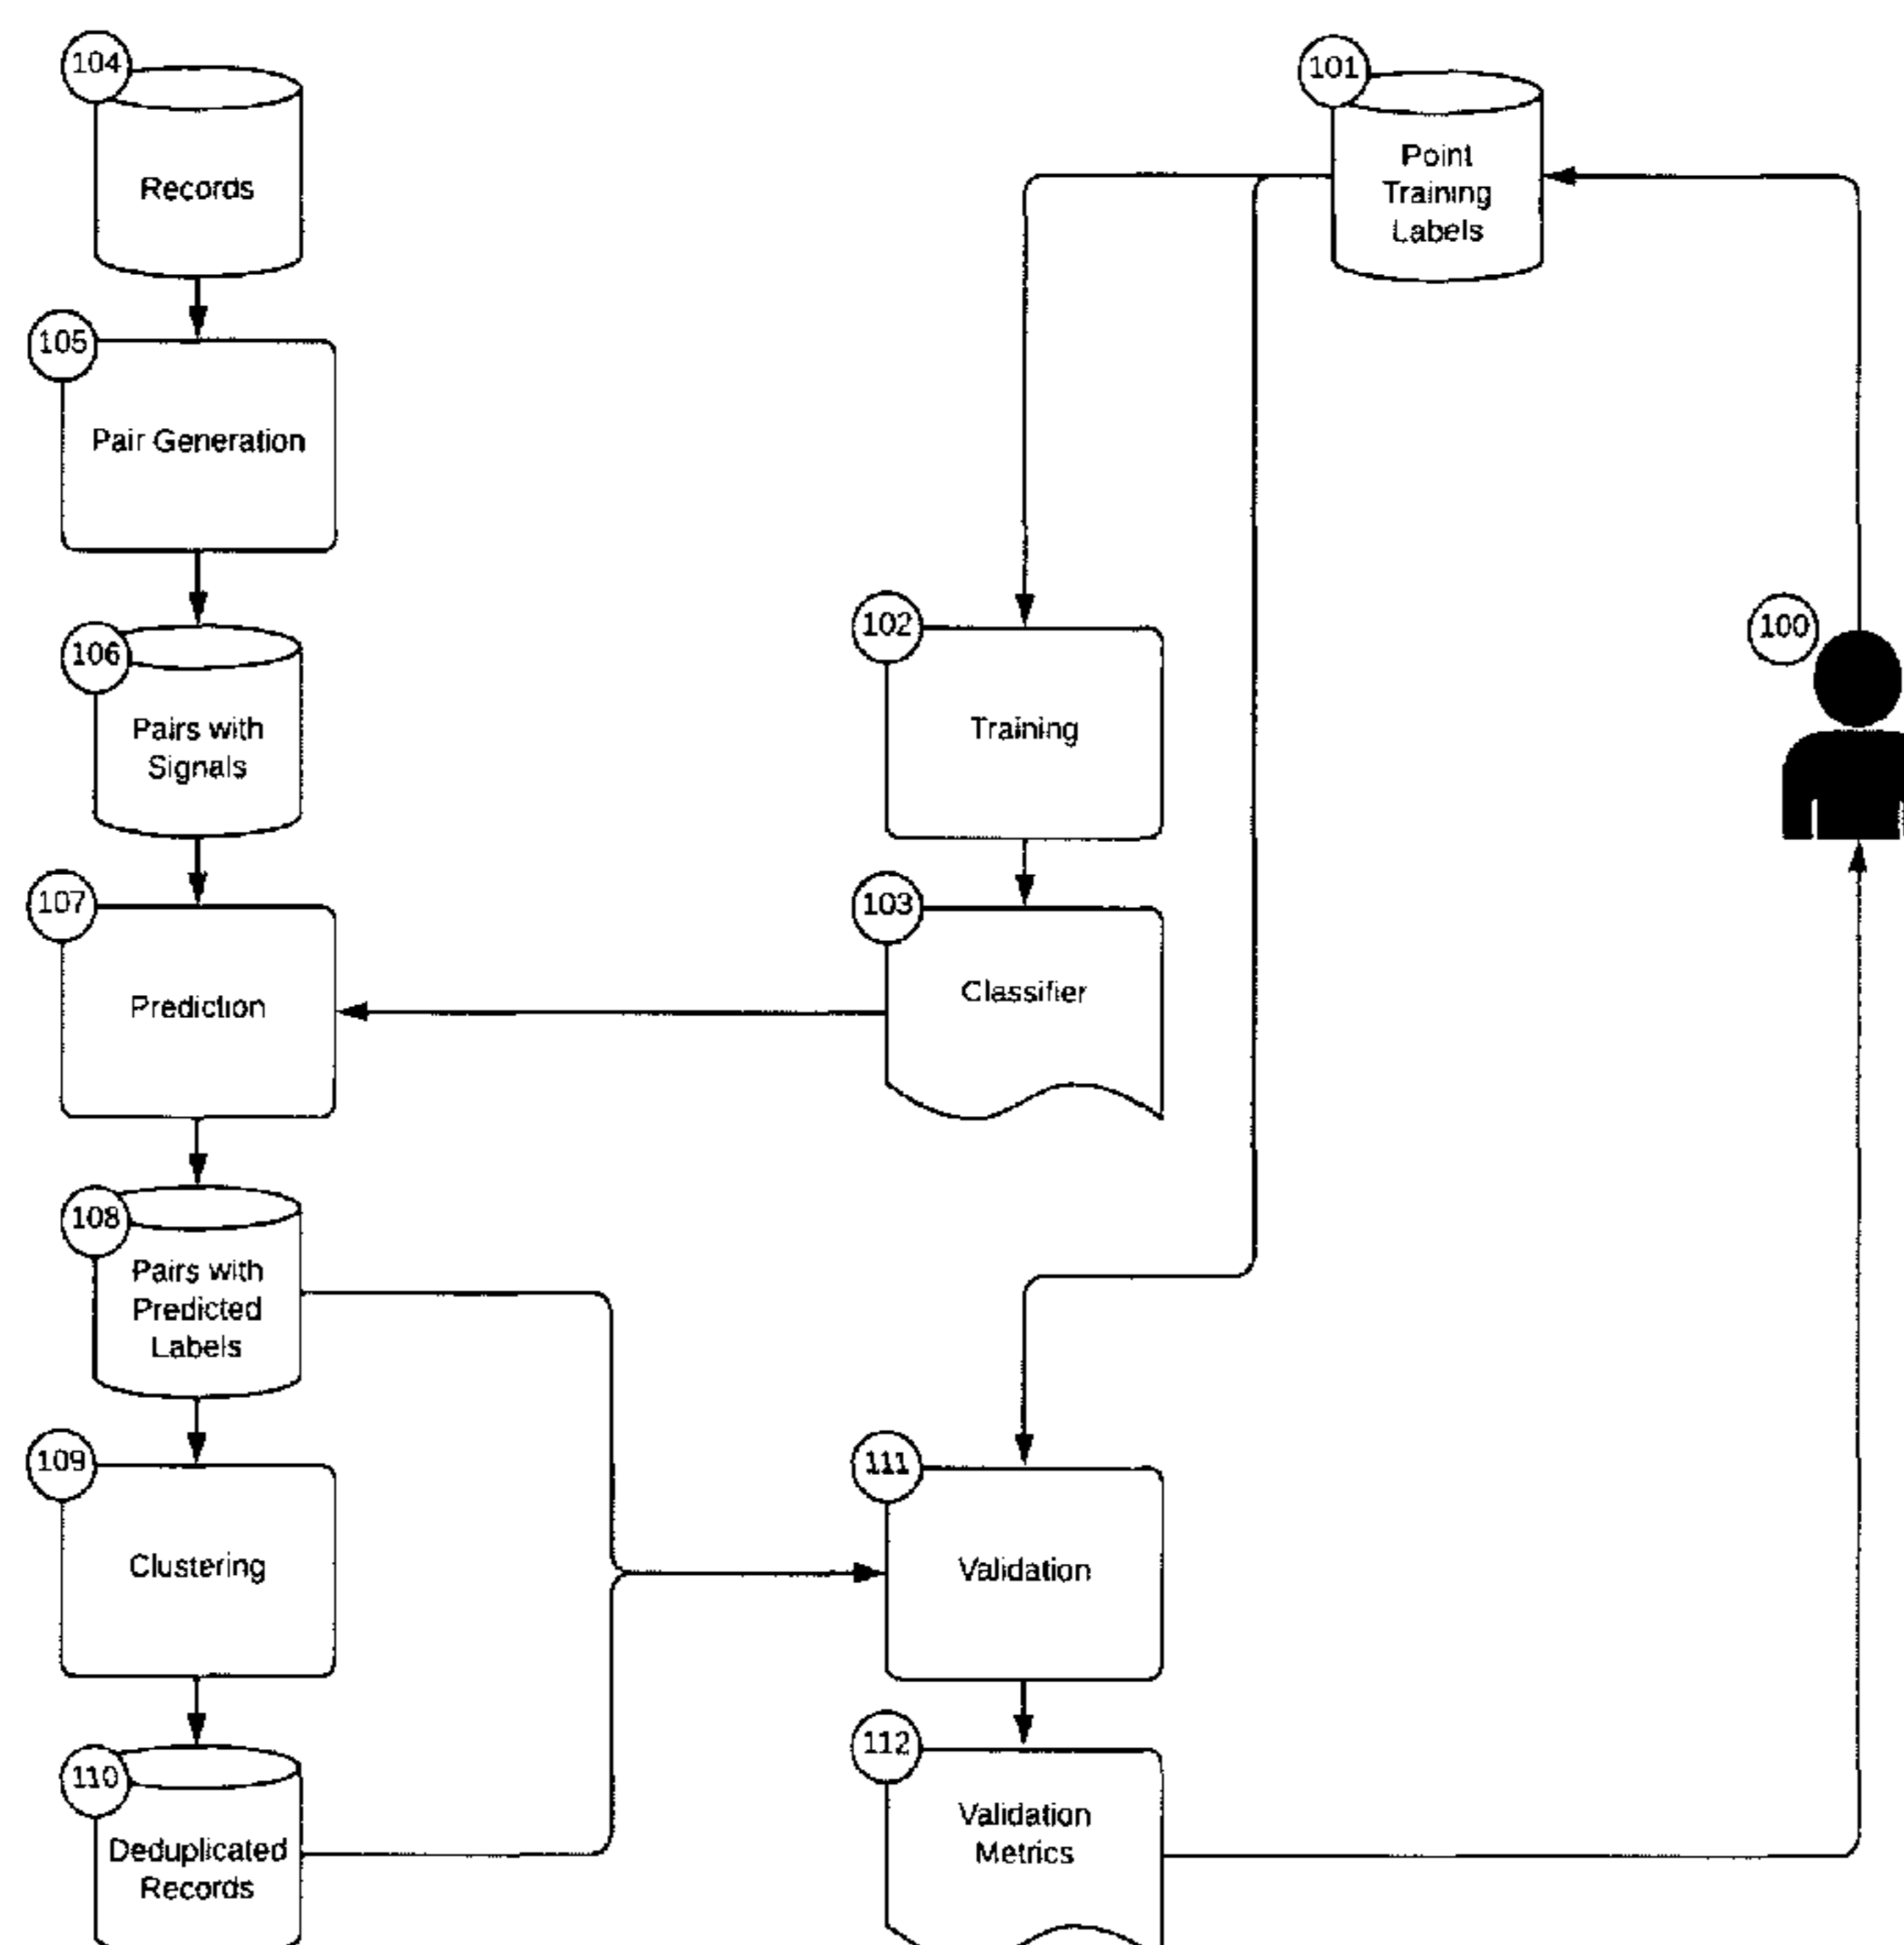 104
Records
105
Pair Generation
106
Pairs with
Signals
107
Prediction
108
Pairs with
Predicted
Labels
109
Clustering
110
Deduplicated
Records
101
Point
Training
Labels
102
Training
103
Classifier
111
Validation
112
Validation
Metrics
100